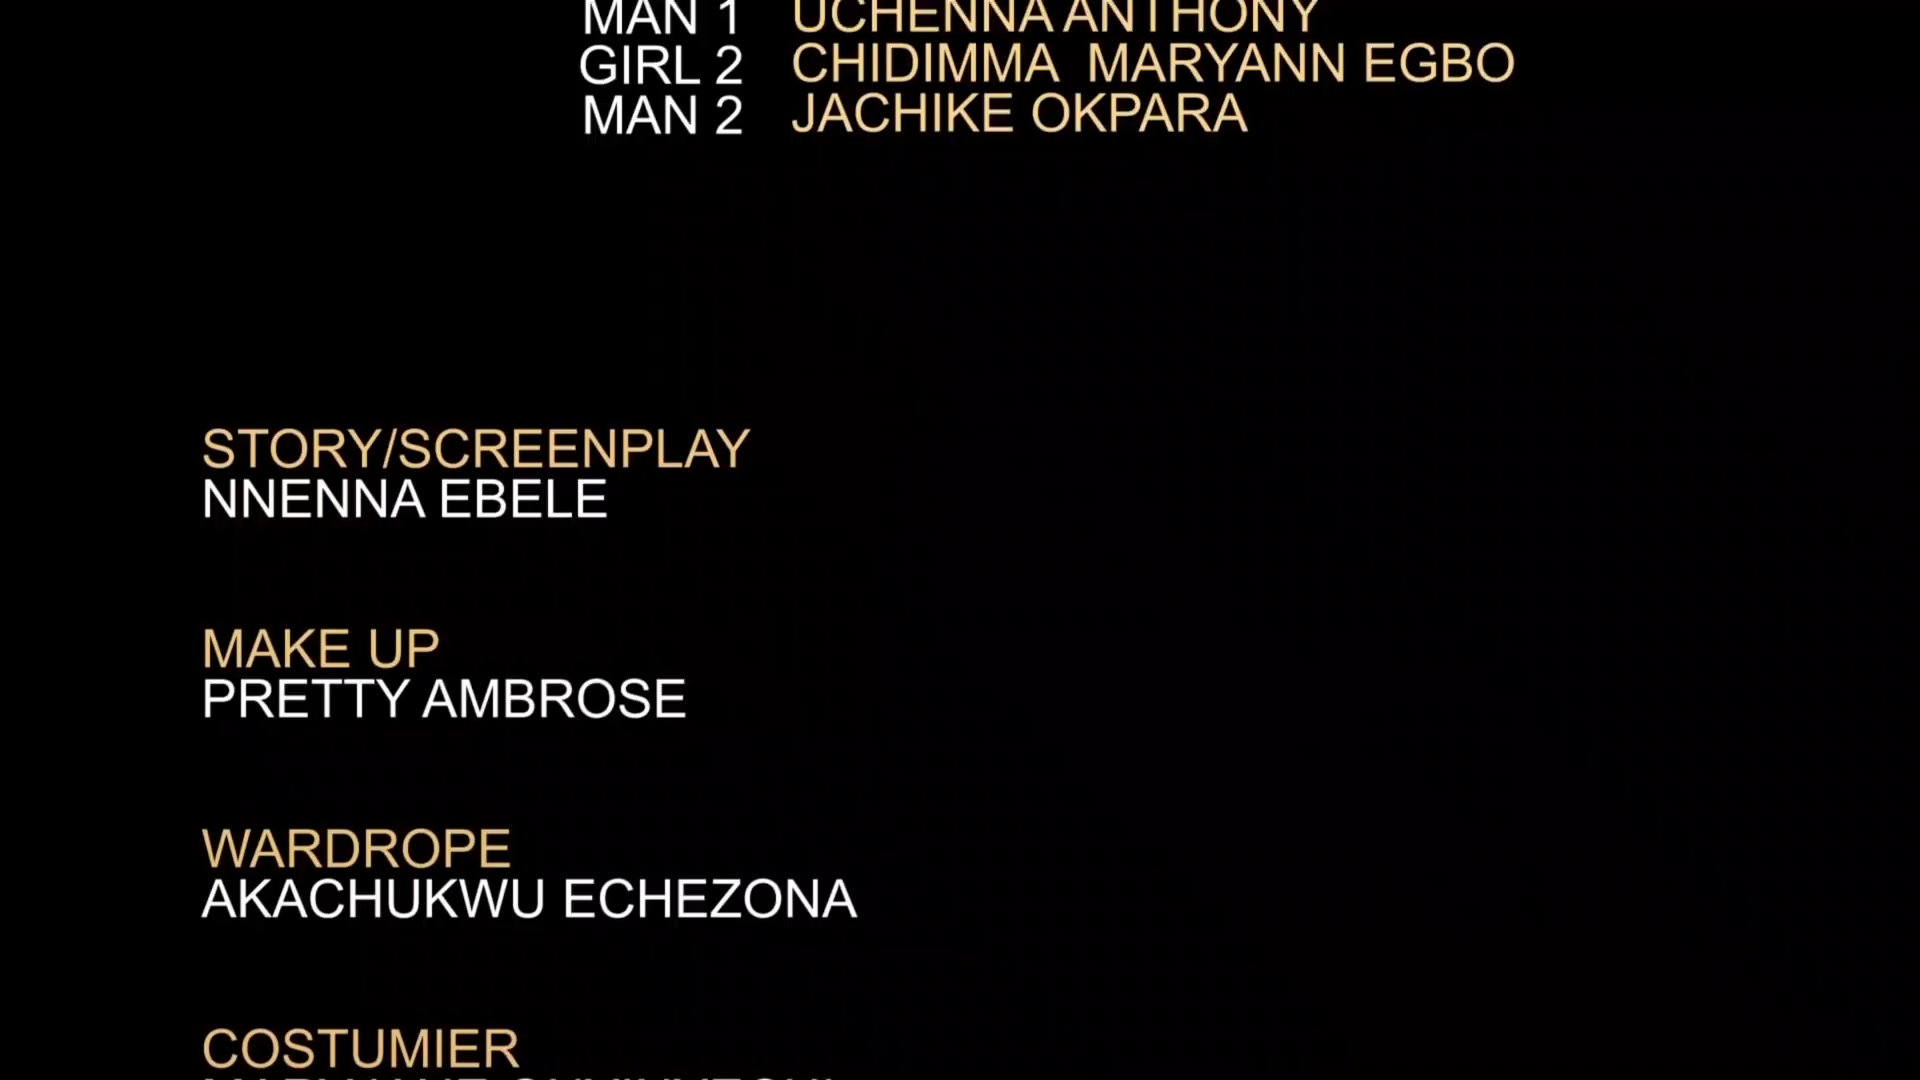 MAN 1 UCHENNA ANTHONY
GIRL 2 CHIDIMMA MARYANN EGBO
MAN 2 JACHIKE OKPARA
STORY/SCREENPLAY
NNENNA EBELE
MAKE UP
PRETTY AMBROSE
WARDROPE
AKACHUKWU ECHEZONA
COSTUMIER